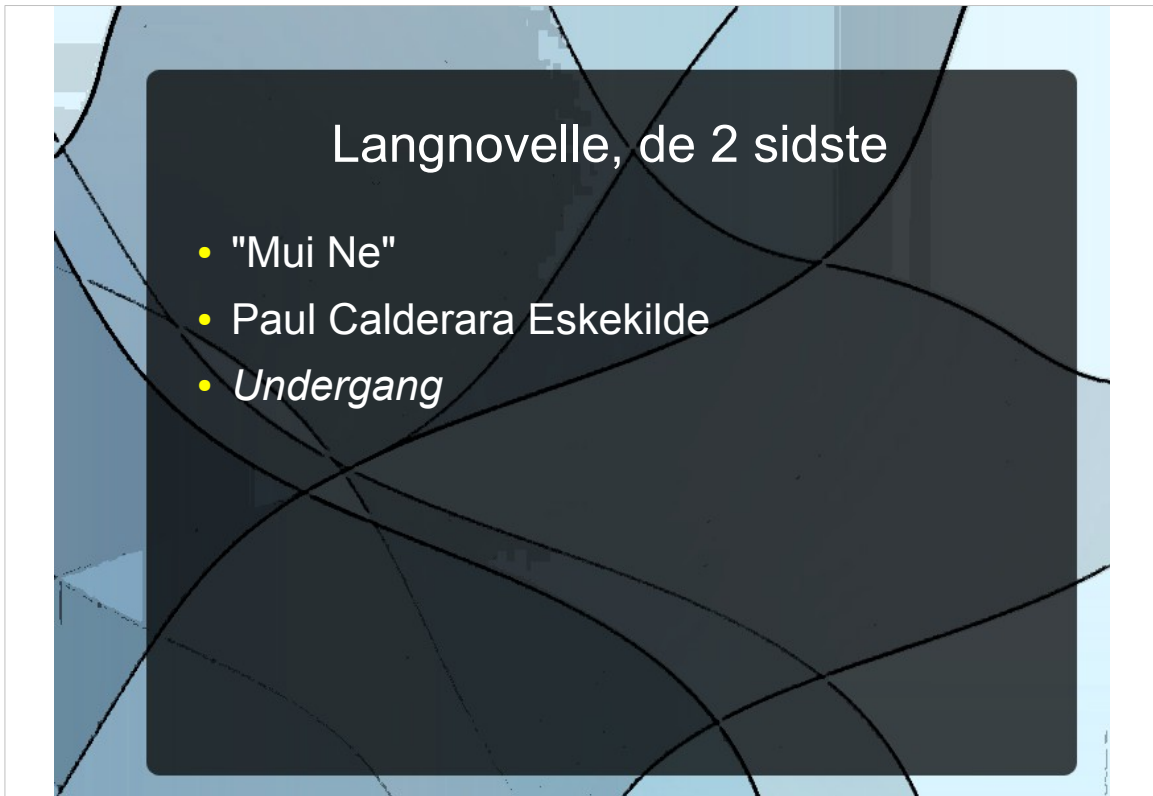 Langnovelle, de 2 sidste
• "Mui Ne"
• Paul Calderara Eskekilde
• Undergang